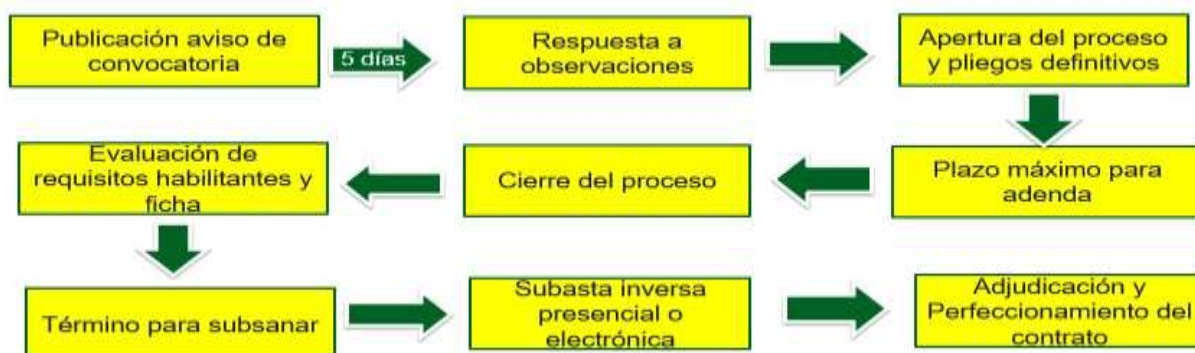 Publicación aviso de
convocatoria
5 días
Respuesta a
observaciones
Apertura del proceso
y pliegos definitivos
Plazo máximo para
adenda
Cierre del proceso
Evaluación de
requisitos habilitantes y
ficha
Término para subsanar
Subasta inversa
presencial o
electrónica
Adjudicación y
Perfeccionamiento del
contrato